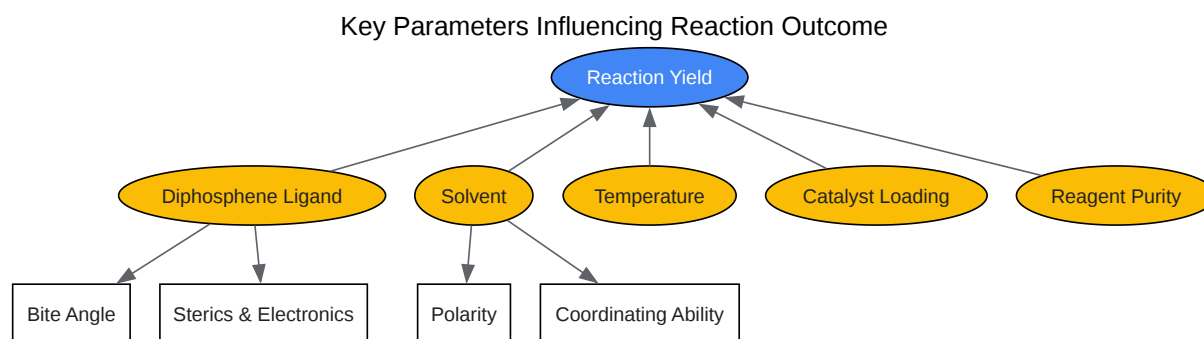 Key Parameters Influencing Reaction Outcome
Reaction Yield
Diphosphene Ligand
Solvent
Temperature
Catalyst Loading
Reagent Purity
Bite Angle
Sterics & Electronics
Polarity
Coordinating Ability